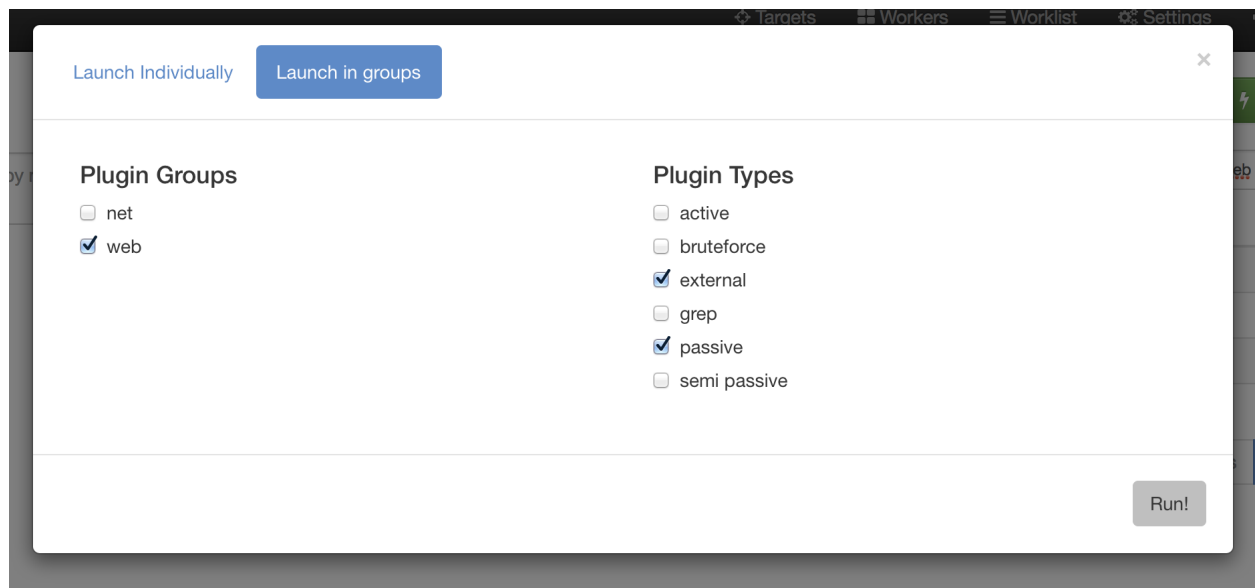 Targets Workers Worklist Settings
Launch Individually Launch in groups ×
Plugin Groups
net
web
Plugin Types
active
bruteforce
external
grep
passive
semi passive
Run!